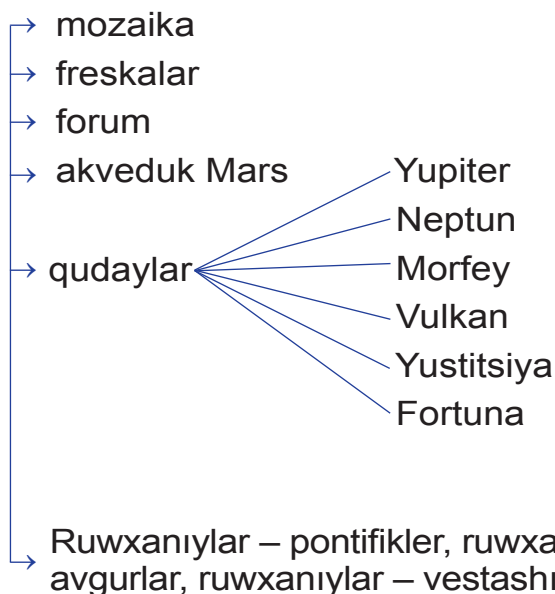 mozaika
freskalar
forum
akveduk Mars
qudaylar
Yupiter
Neptun
Morfey
Vulkan
Yustitsiya
Fortuna
Ruwxanıylar – pontifikler,
avgurlar, ruwxanıylar –